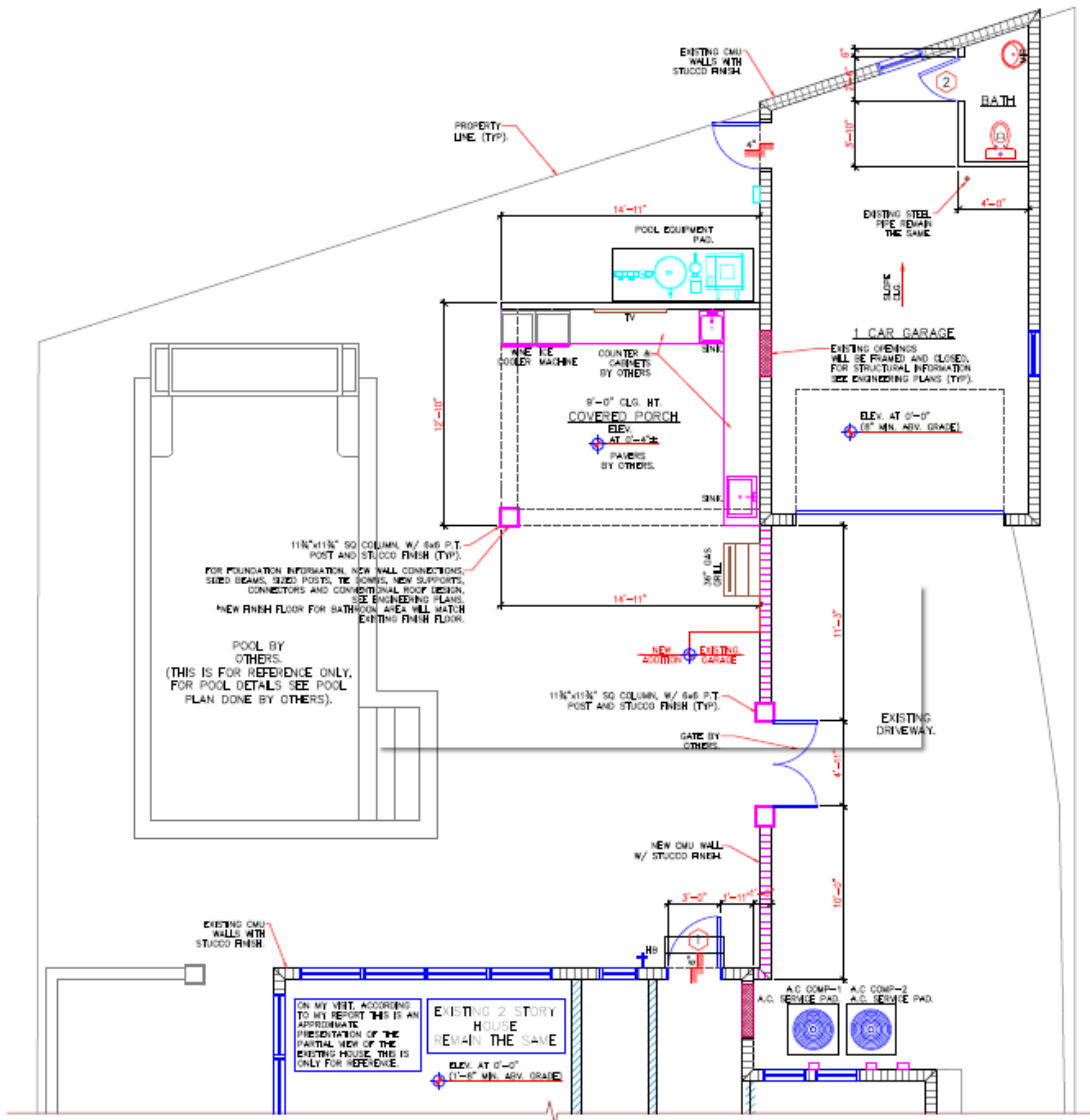 EXISTING CMU
WALLS WITH
STUCCO FINISH.
6"
2
BATH
3'-10"
4'-0"
PROPERTY
LINE. (TYP).
4"
EXISTING STEEL
PIPE REMAIN
THE SAME.
14'-11"
POOL EQUIPMENT
PAD.
SLOPE
CLG.
TV
SINK.
WINE ICE
COOLER MACHINE
COUNTER &
CABINETS
BY OTHERS
1 CAR GARAGE
EXISTING OPENINGS
WILL BE FRAMED AND CLOSED,
FOR STRUCTURAL INFORMATION
SEE ENGINEERING PLANS (TYP).
12'-10"
9'-0" CLG. HT.
COVERED PORCH
ELEV.
AT 0'-4"±
PAVERS
BY OTHERS.
ELEV. AT 0'-0"
(8" MIN. ABV. GRADE)
SINK.
11¾"x11¾" SQ COLUMN, W/ 6x6 P.T.
POST AND STUCCO FINISH (TYP).
FOR FOUNDATION INFORMATION, NEW WALL CONNECTIONS,
SIZED BEAMS, SIZED POSTS, TIE DOWNS, NEW SUPPORTS,
CONNECTORS AND CONVENTIONAL ROOF DESIGN,
SEE ENGINEERING PLANS.
*NEW FINISH FLOOR FOR BATHROOM AREA WILL MATCH
EXISTING FINISH FLOOR.
36" GAS
GRILL
14'-11"
11'-3"
POOL BY
OTHERS.
(THIS IS FOR REFERENCE ONLY,
FOR POOL DETAILS SEE POOL
PLAN DONE BY OTHERS).
NEW
ADDITION
EXISTING
GARAGE
11¾"x11¾" SQ COLUMN, W/ 6x6 P.T.
POST AND STUCCO FINISH (TYP).
GATE BY
OTHERS.
EXISTING
DRIVEWAY.
4'-11"
NEW CMU WALL
W/ STUCCO FINISH.
10'-0"
3'-0"
1'-11"
EXISTING CMU
WALLS WITH
STUCCO FINISH.
HB
1
A.C COMP-1 A.C COMP-2
A.C. SERVICE PAD. A.C. SERVICE PAD.
ON MY VISIT, ACCORDING
TO MY REPORT THIS IS AN
APPROXIMATE
PRESENTATION OF THE
PARTIAL VIEW OF THE
EXISTING HOUSE, THIS IS
ONLY FOR REFERENCE.
EXISTING 2 STORY
HOUSE
REMAIN THE SAME
ELEV. AT 0'-0"
(1'-6" MIN. ABV. GRADE)